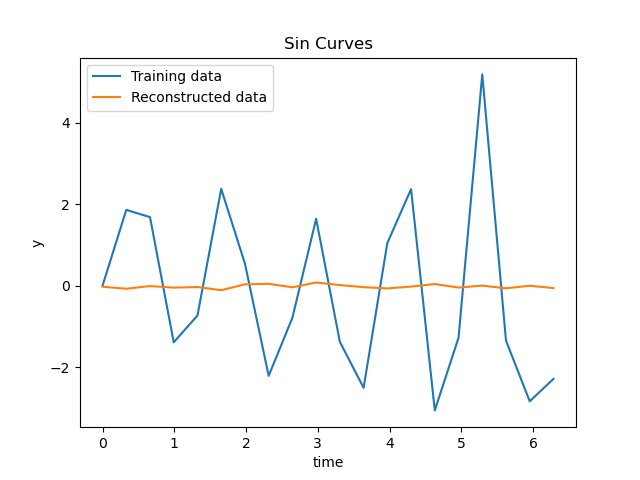 Sin Curves
Training data
Reconstructed data
y
4
2
0
−2
0 1 2 3 4 5 6
time